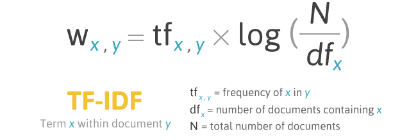 w x , y = tf x , y × log ( N / df x )
TF-IDF
Term x within document y
tf x, y = frequency of x in y
df x = number of documents containing x
N = total number of documents